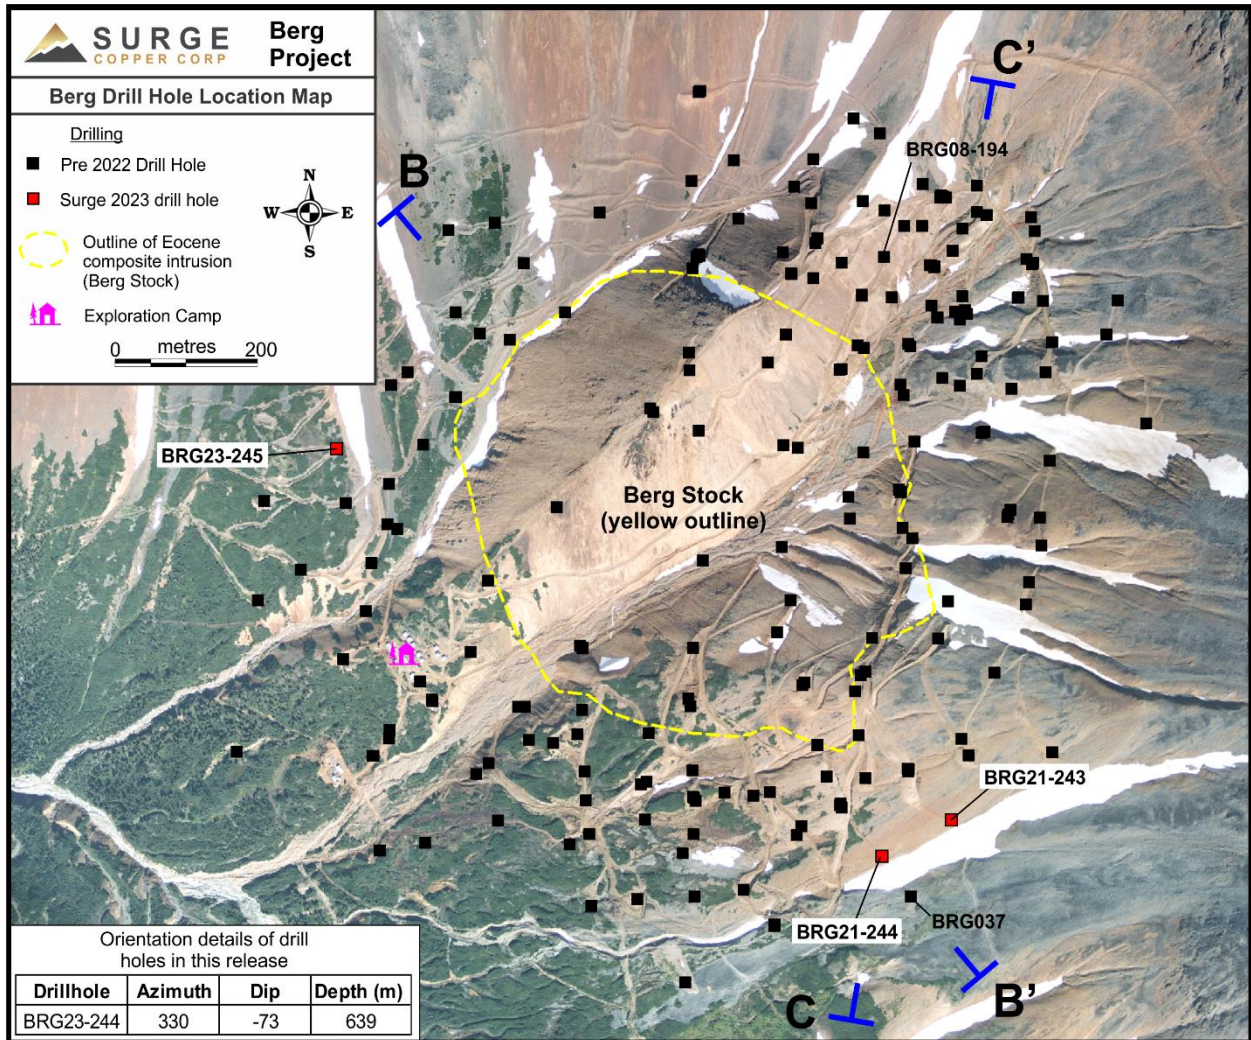 SURGE
COPPER CORP
Berg
Project
Berg Drill Hole Location Map
Drilling
Pre 2022 Drill Hole
Surge 2023 drill hole
Outline of Eocene
composite intrusion
(Berg Stock)
Exploration Camp
N
W E
S
0 metres 200
C’
B
BRG08-194
BRG23-245
Berg Stock
(yellow outline)
BRG21-243
BRG21-244
BRG037
C
B’
Orientation details of drill
holes in this release
Drillhole Azimuth Dip Depth (m)
BRG23-244 330 -73 639